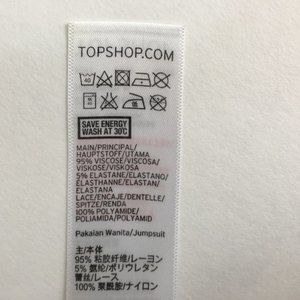 TOPSHOP.COM
40
SAVE ENERGY
WASH AT 30°C
MAIN/PRINCIPAL/
HAUPTSTOFF/UTAMA
95% VISCOSE/VISCOSA/
VISKOSE/VISKOSA
5% ELASTANE/ELASTANO/
ELASTHANNE/ELASTAN/
ELASTANA
LACE/ENCAJE/DENTELLE/
SPITZE/RENDA
100% POLYAMIDE/
POLIAMIDA/POLYAMID
Pakaian Wanita/Jumpsuit
主/本体
95% 粘胶纤维/レーヨン
5% 氨纶/ポリウレタン
蕾丝/レース
100% 聚酰胺/ナイロン